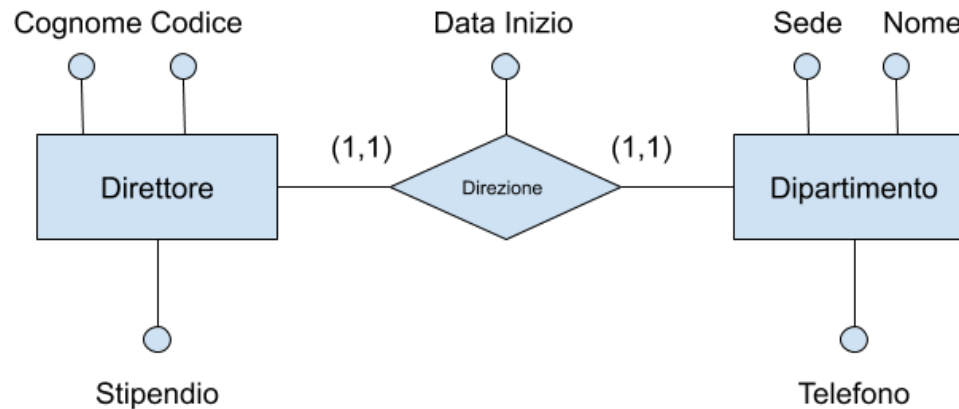 Cognome Codice
Data Inizio
Sede
Nome
(1,1)
(1,1)
Direttore
Direzione
Dipartimento
Stipendio
Telefono